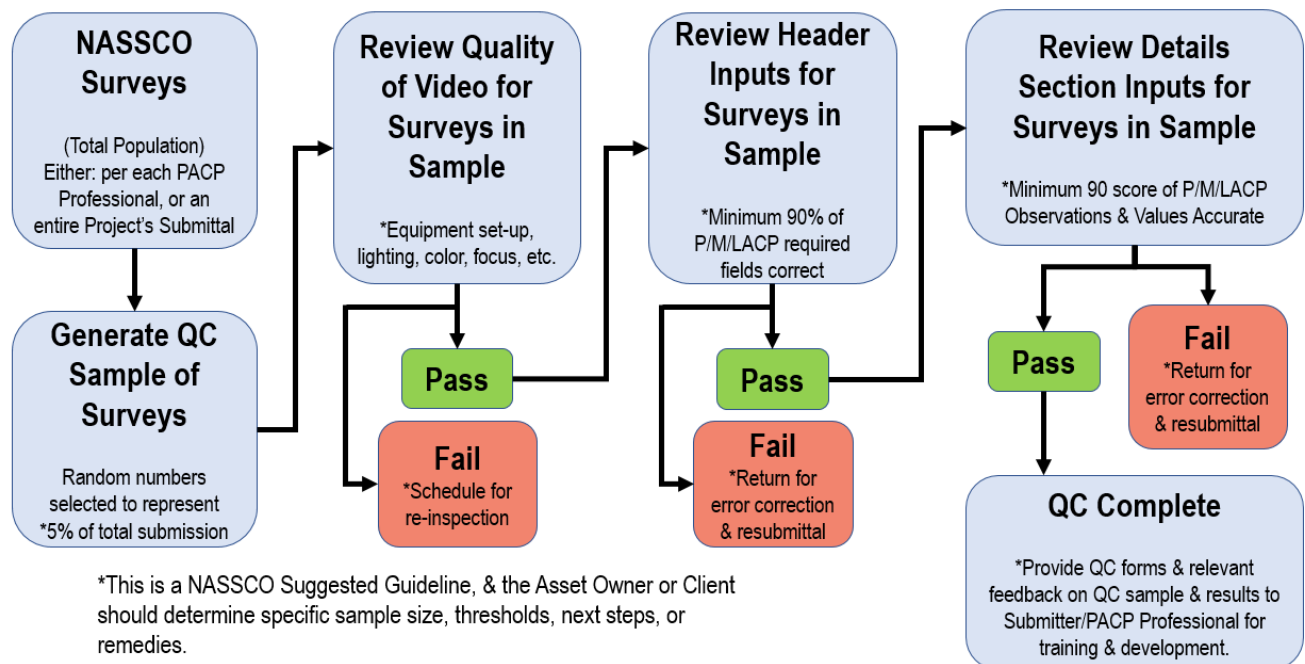 NASSCO
Surveys
(Total Population)
Either: per each PACP
Professional, or an
entire Project's Submittal
Generate QC
Sample of
Surveys
Random numbers
selected to represent
*5% of total submission
Review Quality
of Video for
Surveys in
Sample
*Equipment set-up,
lighting, color, focus, etc.
Pass
Fail
*Schedule for
re-inspection
Review Header
Inputs for
Surveys in
Sample
*Minimum 90% of
P/M/LACP required
fields correct
Pass
Fail
*Return for
error correction
& resubmittal
Review Details
Section Inputs for
Surveys in Sample
*Minimum 90 score of P/M/LACP
Observations & Values Accurate
Pass
Fail
*Return for
error correction
& resubmittal
QC Complete
*Provide QC forms & relevant
feedback on QC sample & results to
Submitter/PACP Professional for
training & development.
*This is a NASSCO Suggested Guideline, & the Asset Owner or Client
should determine specific sample size, thresholds, next steps, or
remedies.